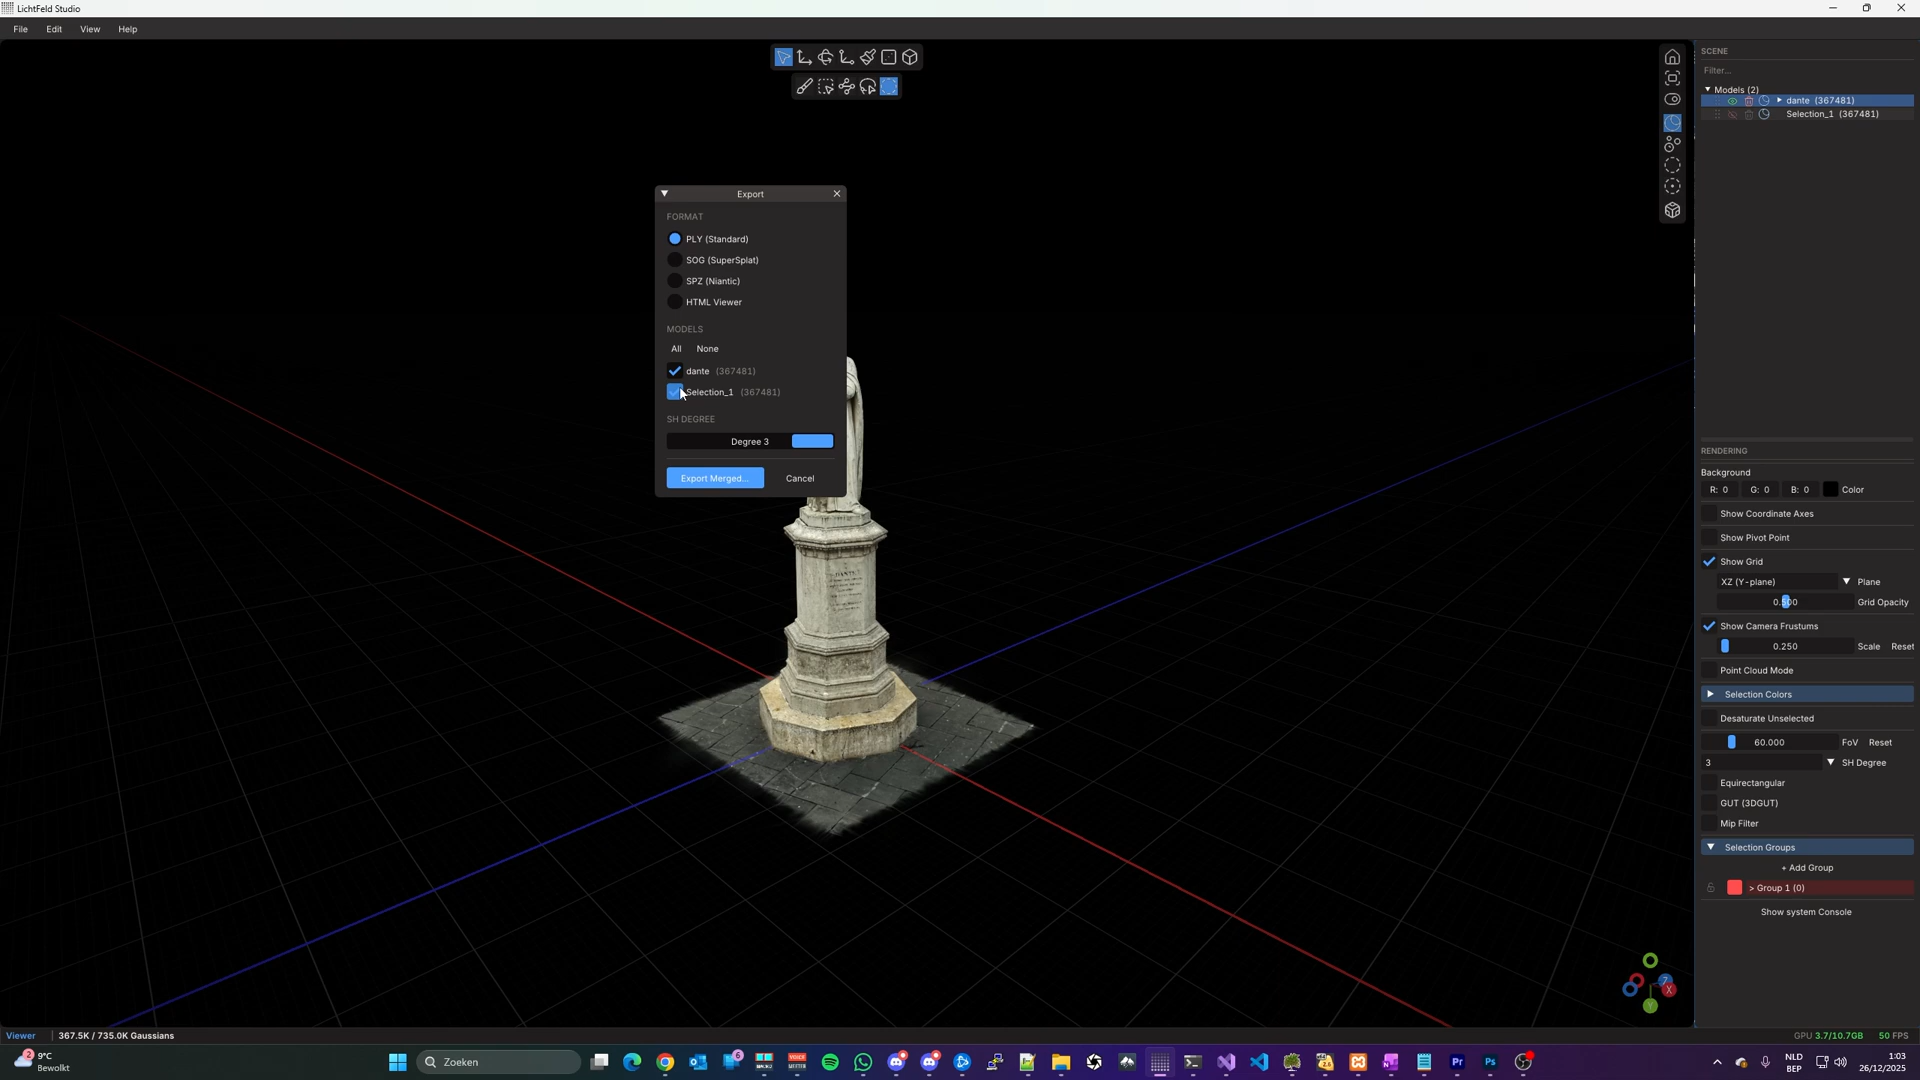 LichtFeld Studio
File Edit View Help
SCENE
Filter...
Models (2)
dante (367481)
Selection_1 (367481)
Export
FORMAT
PLY (Standard)
SOG (SuperSplat)
SPZ (Niantic)
HTML Viewer
MODELS
All None
dante (367481)
Selection_1 (367481)
SH DEGREE
Degree 3
Export Merged... Cancel
DANTE
RENDERING
Background
R: 0 G: 0 B: 0 Color
Show Coordinate Axes
Show Pivot Point
Show Grid
XZ (Y-plane) Plane
0.500 Grid Opacity
Show Camera Frustums
0.250 Scale Reset
Point Cloud Mode
Selection Colors
Desaturate Unselected
60.000 FoV Reset
3 SH Degree
Equirectangular
GUT (3DGUT)
Mip Filter
Selection Groups
+ Add Group
> Group 1 (0)
Show system Console
Z
X
Y
Viewer 367.5K / 735.0K Gaussians
GPU 3.7/10.7GB 50 FPS
2
9°C
Bewolkt
Zoeken
6
NLD
BEP
1:03
26/12/2025